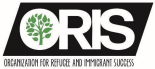 ORIS
ORGANIZATION FOR REFUGEE AND IMMIGRANT SUCCESS